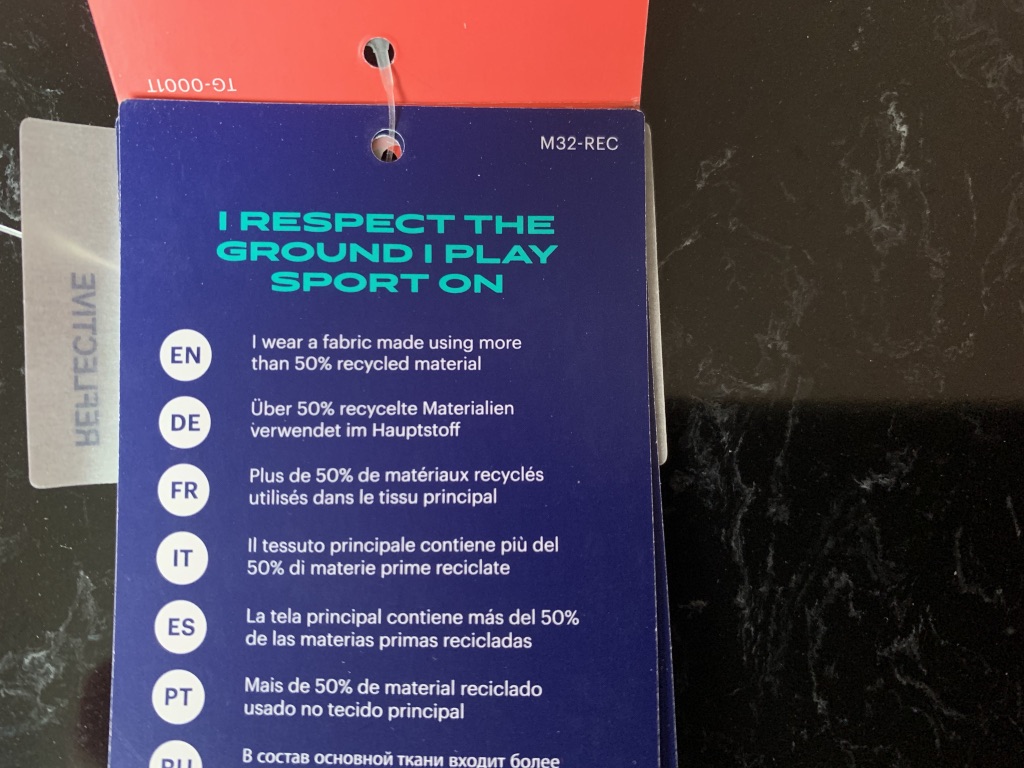 TG-0001T
M32-REC
I RESPECT THE
GROUND I PLAY
SPORT ON
EN
I wear a fabric made using more
than 50% recycled material
DE
Über 50% recycelte Materialien
verwendet im Hauptstoff
FR
Plus de 50% de matériaux recyclés
utilisés dans le tissu principal
IT
Il tessuto principale contiene più del
50% di materie prime reciclate
ES
La tela principal contiene más del 50%
de las materias primas recicladas
PT
Mais de 50% de material reciclado
usado no tecido principal
RU
В состав основной ткани входит более
REFLECTIVE